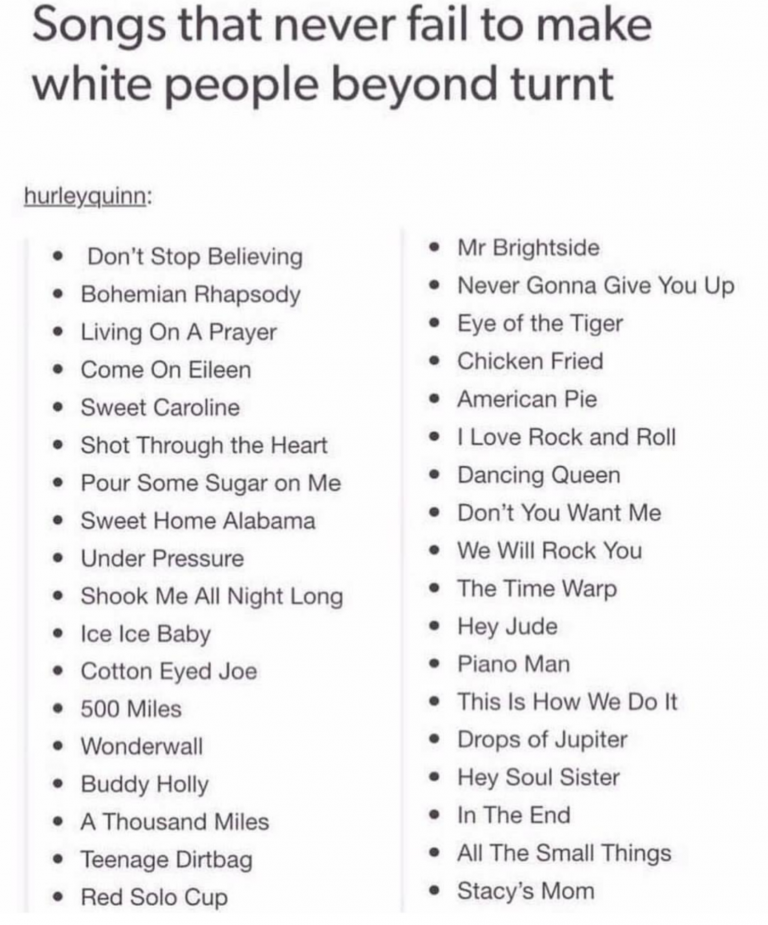 Songs that never fail to make
white people beyond turnt
hurleyquinn:
• Don't Stop Believing
• Bohemian Rhapsody
• Living On A Prayer
• Come On Eileen
• Sweet Caroline
• Shot Through the Heart
• Pour Some Sugar on Me
• Sweet Home Alabama
• Under Pressure
• Shook Me All Night Long
• Ice Ice Baby
• Cotton Eyed Joe
• 500 Miles
• Wonderwall
• Buddy Holly
• A Thousand Miles
• Teenage Dirtbag
• Red Solo Cup
• Mr Brightside
• Never Gonna Give You Up
• Eye of the Tiger
• Chicken Fried
• American Pie
• I Love Rock and Roll
• Dancing Queen
• Don't You Want Me
• We Will Rock You
• The Time Warp
• Hey Jude
• Piano Man
• This Is How We Do It
• Drops of Jupiter
• Hey Soul Sister
• In The End
• All The Small Things
• Stacy's Mom